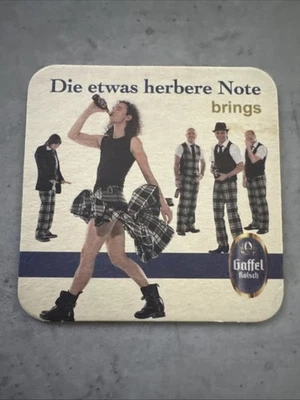 Die etwas herbere Note
brings
Gaffel
Kölsch